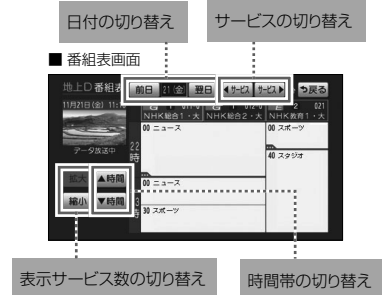 日付の切り替え
サービスの切り替え
■ 番組表画面
地上D番組表
前日 21(金) 翌日
◀サービス サービス▶
戻る
11月21日(金) 11:
2 021
NHK総合1・大 NHK総合2・大 NHK教育1・大
00 ニュース
00 スポーツ
データ放送中
22時
40 スタジオ
拡大 ▲時間
00 ニュース
縮小 ▼時間
30 スポーツ
表示サービス数の切り替え
時間帯の切り替え